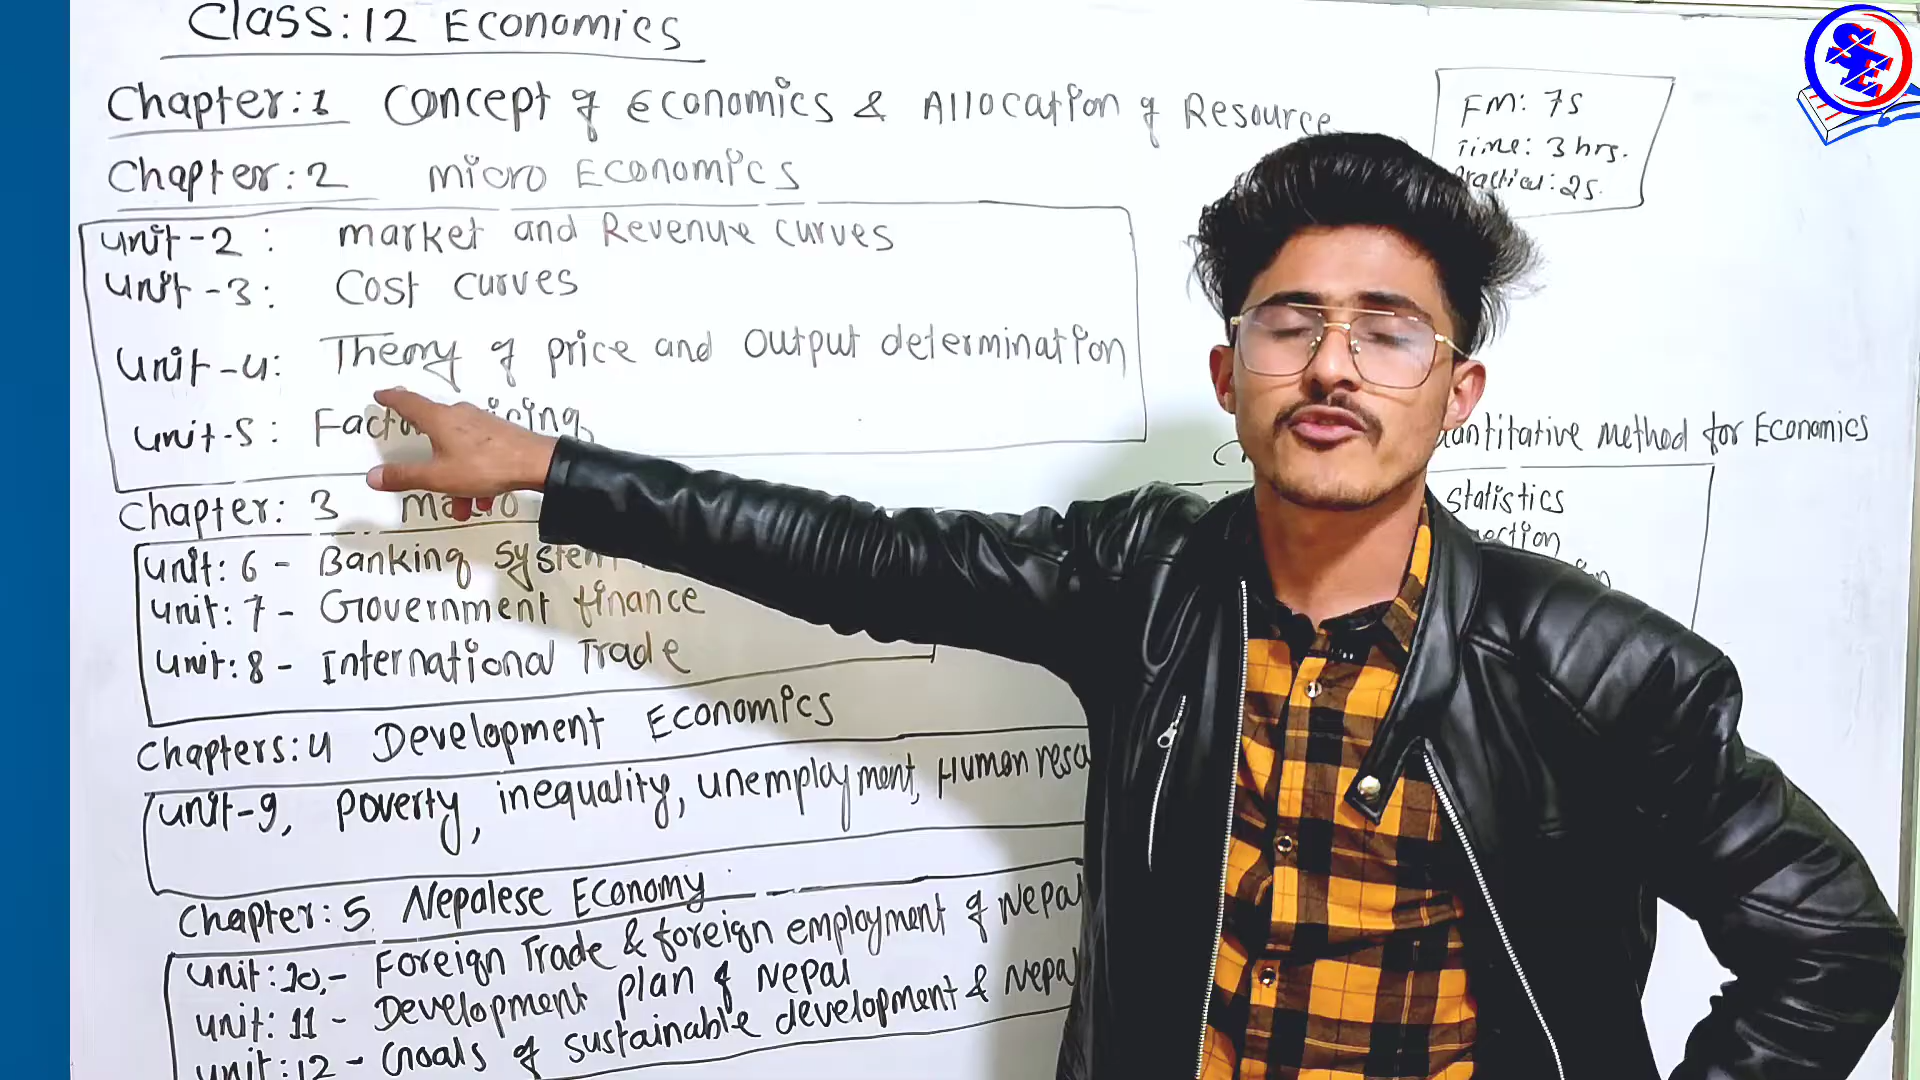 Class: 12 Economics
Chapter: 1 Concept of Economics & Allocation of Resource
FM: 75
Time: 3 hrs.
Practical: 25.
Chapter: 2 micro Economics
unit-2 : market and Revenue curves
unit-3 : Cost curves
unit-4: Theory of price and output determination
unit-5 : Factor
Chapter: 3 macro
unit: 6 - Banking System
unit: 7 - Government finance
unit: 8 - International Trade
Chapters: 4 Development Economics
unit-9, Poverty, inequality, unemployment, Human
Chapter: 5. Nepalese Economy
unit: 10.- Foreign Trade & foreign employment of Nepal
unit: 11 - Development plan of Nepal
unit: 12 - Goals of sustainable development & Nepal
method for Economics
statistics